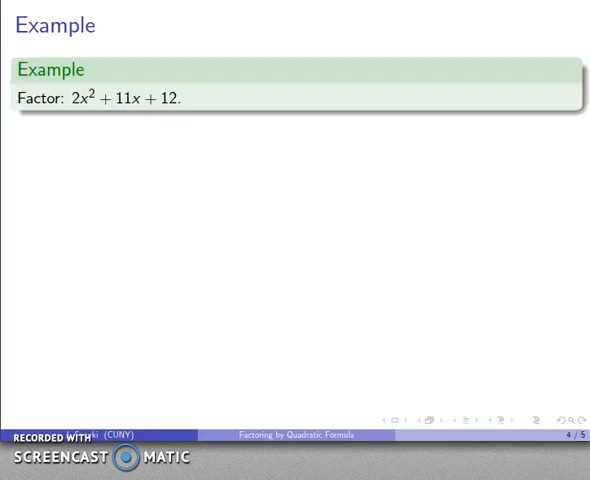 Example
Example
Factor: 2x² + 11x + 12.
(CUNY)
Factoring by Quadratic Formula
4 / 5
RECORDED WITH
SCREENCAST MATIC